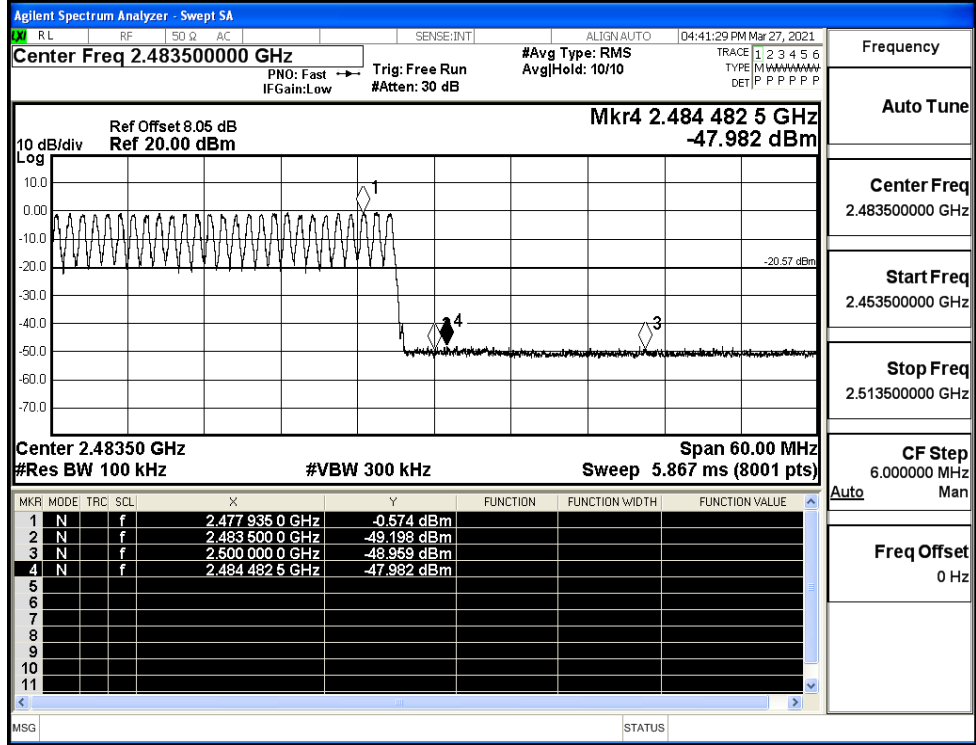 Agilent Spectrum Analyzer - Swept SA
LXI RL RF 50 Ω AC SENSE:INT ALIGN AUTO 04:41:29 PM Mar 27, 2021
Center Freq 2.483500000 GHz
PNO: Fast
IFGain:Low
Trig: Free Run
#Atten: 30 dB
#Avg Type: RMS
Avg|Hold: 10/10
TRACE 1 2 3 4 5 6
TYPE M WWWWW
DET P P P P P P
Frequency
Auto Tune
Center Freq
2.483500000 GHz
Start Freq
2.453500000 GHz
Stop Freq
2.513500000 GHz
CF Step
6.000000 MHz
Auto Man
Freq Offset
0 Hz
Mkr4 2.484 482 5 GHz
-47.982 dBm
Ref Offset 8.05 dB
10 dB/div Ref 20.00 dBm
Log
10.0
0.00
-10.0
-20.0
-30.0
-40.0
-50.0
-60.0
-70.0
1
-20.57 dBm
4
3
Center 2.48350 GHz Span 60.00 MHz
#Res BW 100 kHz #VBW 300 kHz Sweep 5.867 ms (8001 pts)
MKR MODE TRC SCL X Y FUNCTION FUNCTION WIDTH FUNCTION VALUE
1 N f 2.477 935 0 GHz -0.574 dBm
2 N f 2.483 500 0 GHz -49.198 dBm
3 N f 2.500 000 0 GHz -48.959 dBm
4 N f 2.484 482 5 GHz -47.982 dBm
5
6
7
8
9
10
11
MSG STATUS